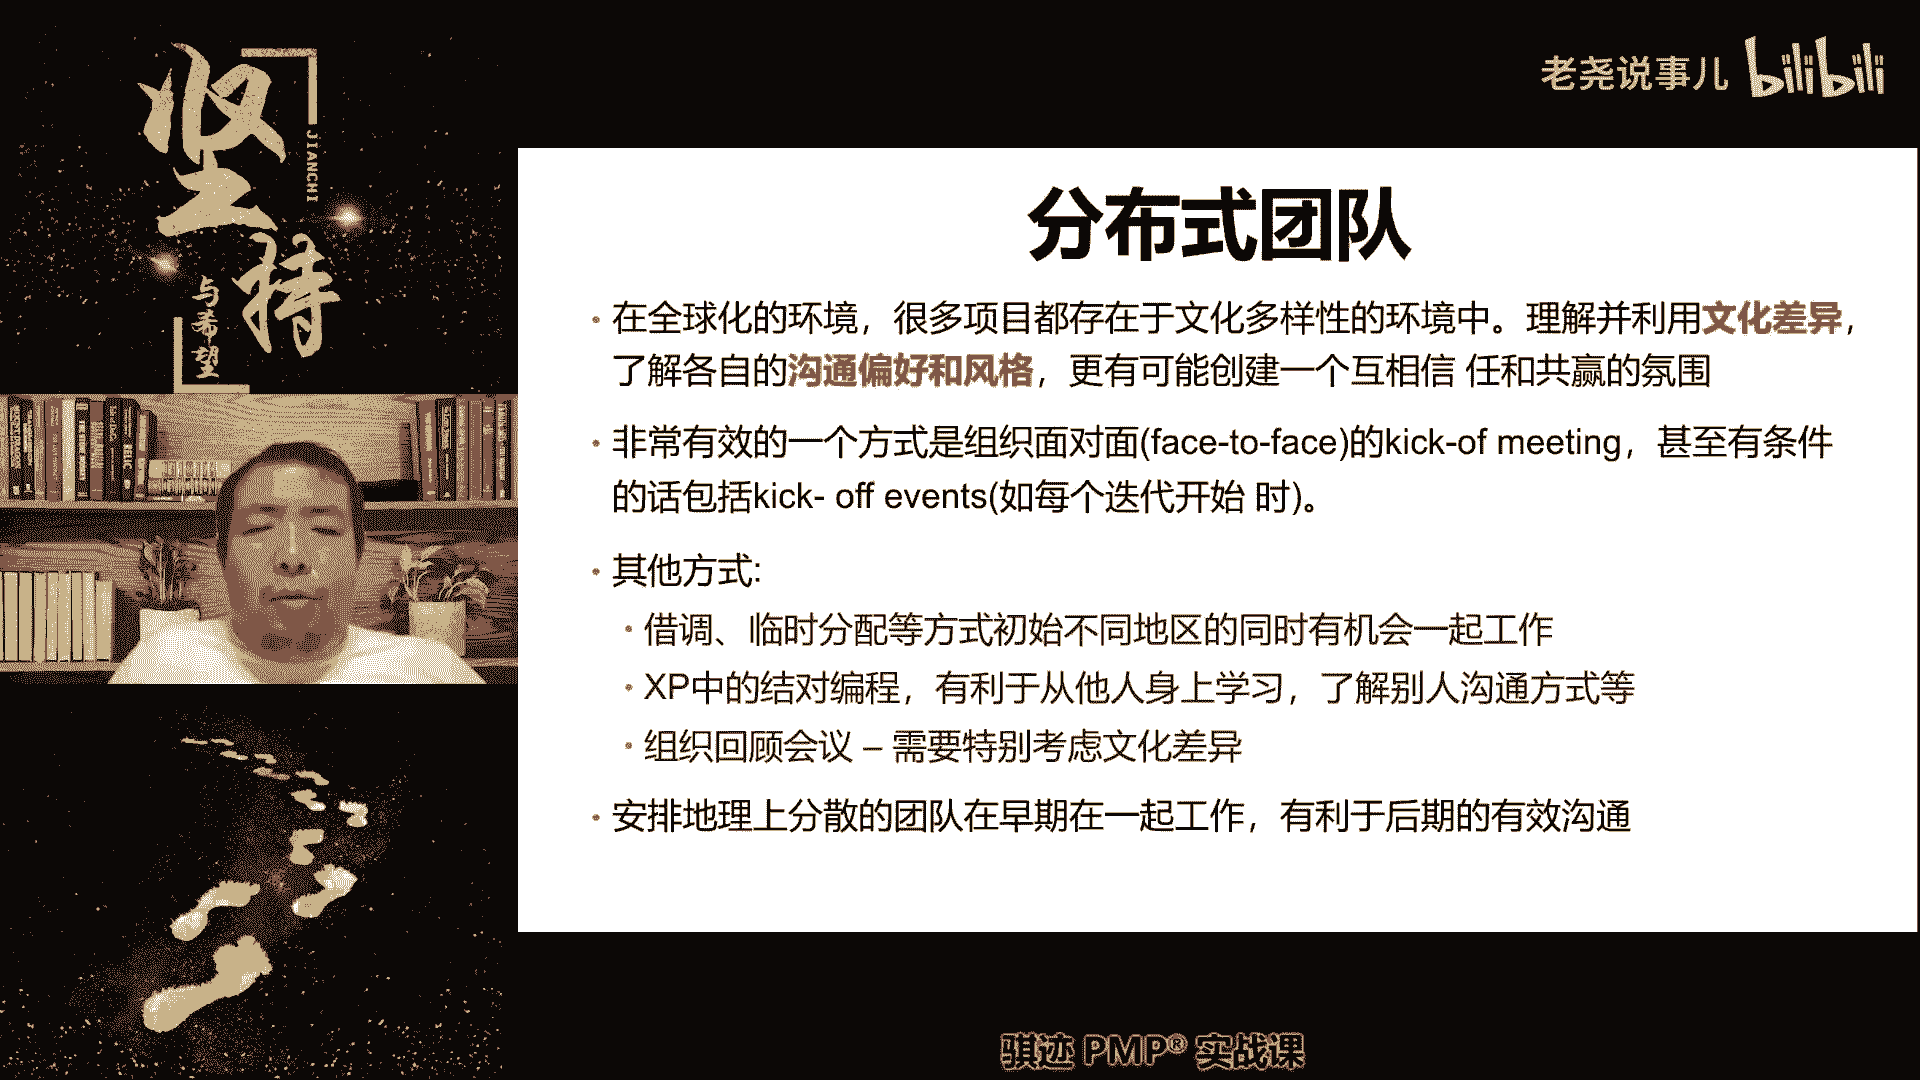 坚持
JIANCHI
与希望
老尧说事儿 bilibili
分布式团队
• 在全球化的环境，很多项目都存在于文化多样性的环境中。理解并利用文化差异，
了解各自的沟通偏好和风格，更有可能创建一个互相信 任和共赢的氛围
• 非常有效的一个方式是组织面对面(face-to-face)的kick-of meeting，甚至有条件
的话包括kick- off events(如每个迭代开始 时)。
• 其他方式:
• 借调、临时分配等方式初始不同地区的同时有机会一起工作
• XP中的结对编程，有利于从他人身上学习，了解别人沟通方式等
• 组织回顾会议 – 需要特别考虑文化差异
• 安排地理上分散的团队在早期在一起工作，有利于后期的有效沟通
骐迹 PMP® 实战课